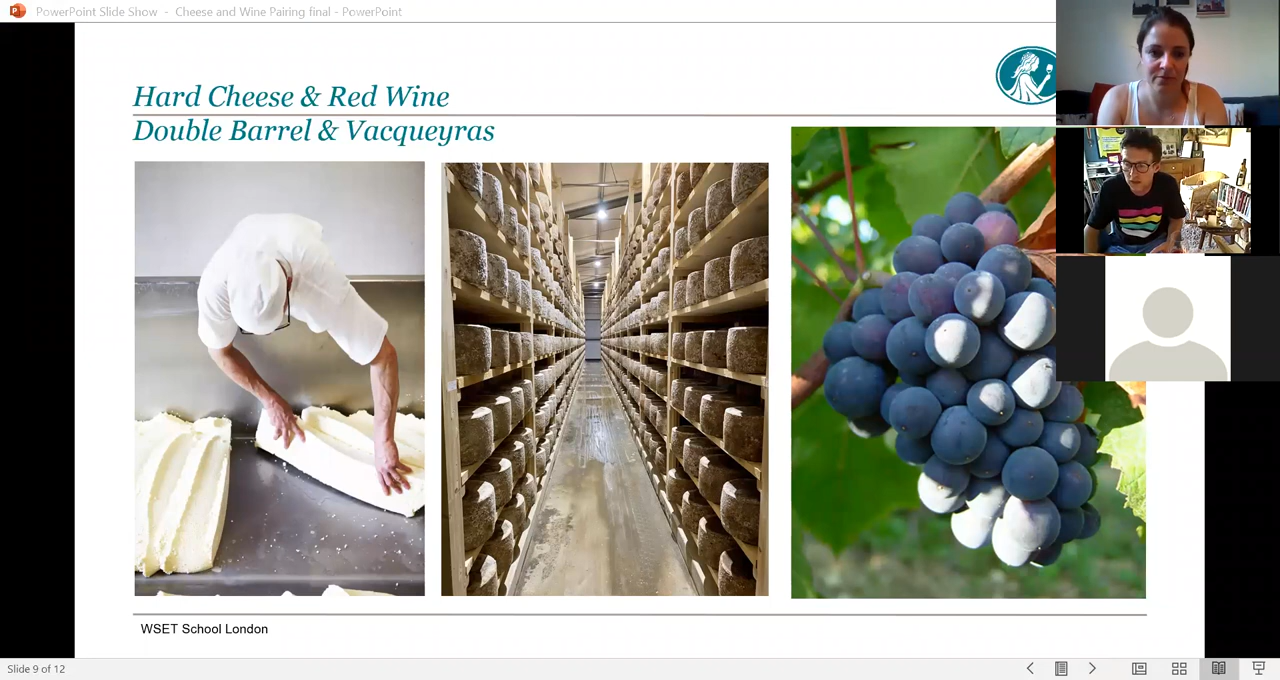 PowerPoint Slide Show - Cheese and Wine Pairing final - PowerPoint
Hard Cheese & Red Wine
Double Barrel & Vacqueyras
WSET School London
Slide 9 of 12